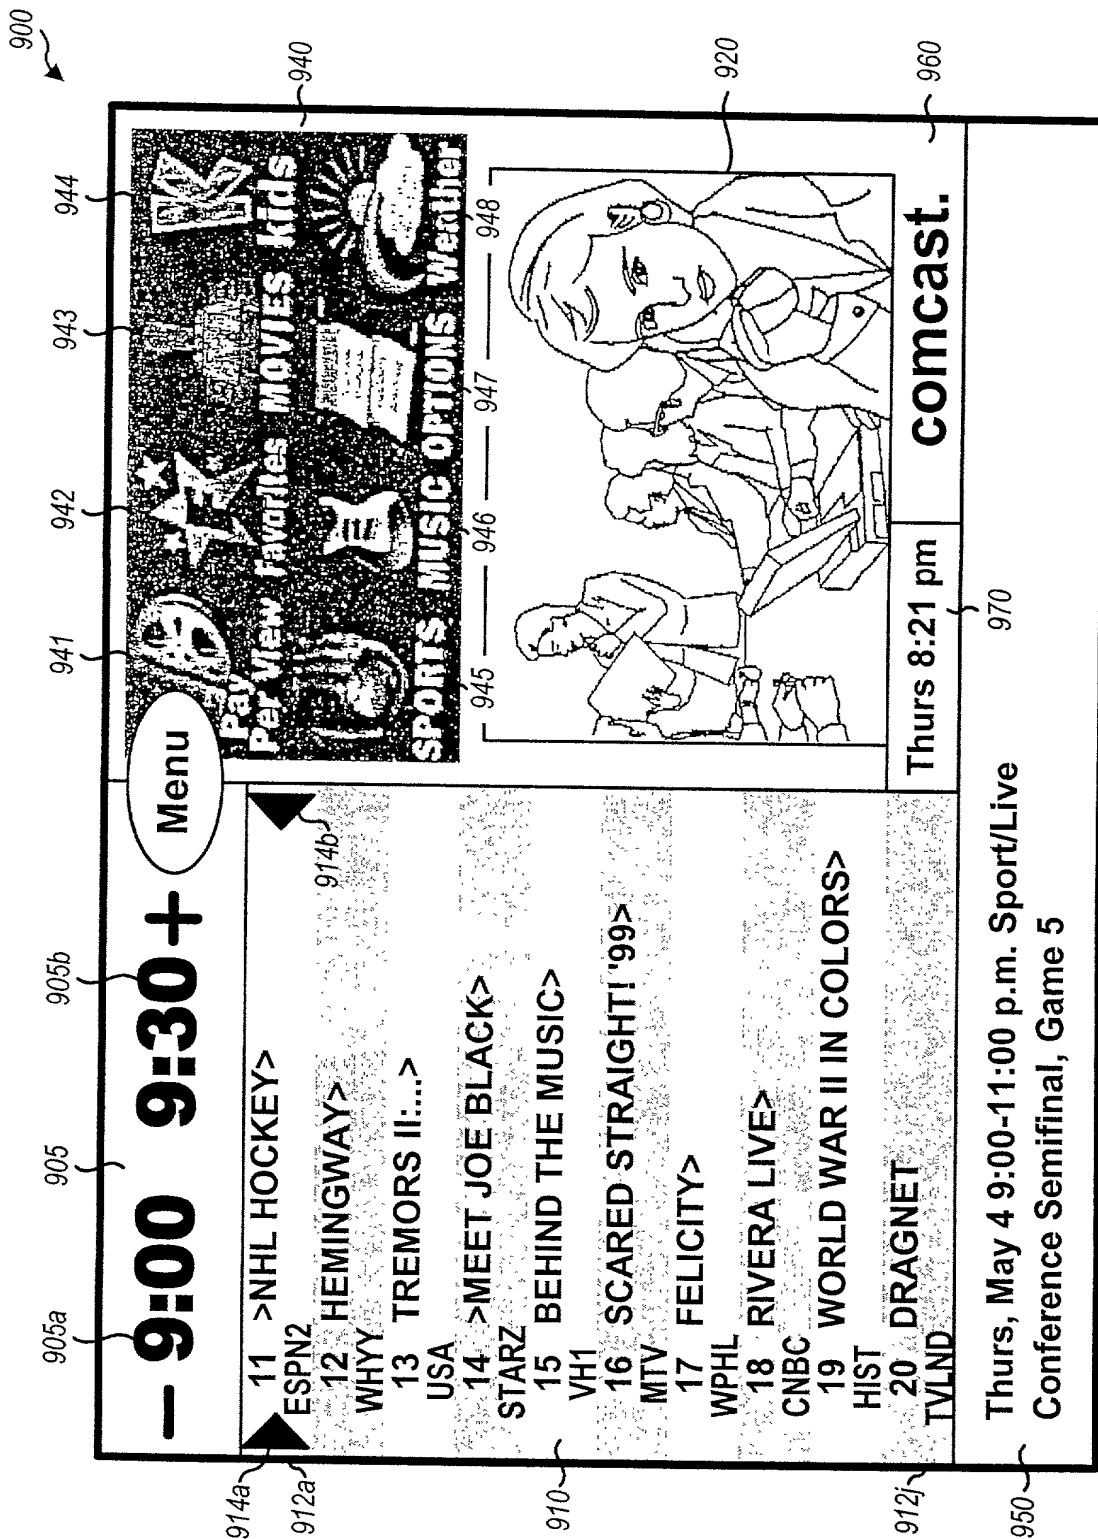 900
905a
905
905b
941
942
943
944
940
− 9:00 9:30 +
Menu
Pay
Per View
Favorites
MOVIES
Kids
SPORTS
MUSIC
OPTIONS
Weather
945
946
947
948
920
914a
914b
912a
11 >NHL HOCKEY>
ESPN2
12 HEMINGWAY>
WHYY
13 TREMORS II:...>
USA
14 >MEET JOE BLACK>
STARZ
15 BEHIND THE MUSIC>
VH1
16 SCARED STRAIGHT! '99>
MTV
17 FELICITY>
WPHL
18 RIVERA LIVE>
CNBC
19 WORLD WAR II IN COLORS>
HIST
20 DRAGNET
TVLND
910
912j
Thurs 8:21 pm
comcast.
960
970
Thurs, May 4 9:00-11:00 p.m. Sport/Live
Conference Semifinal, Game 5
950